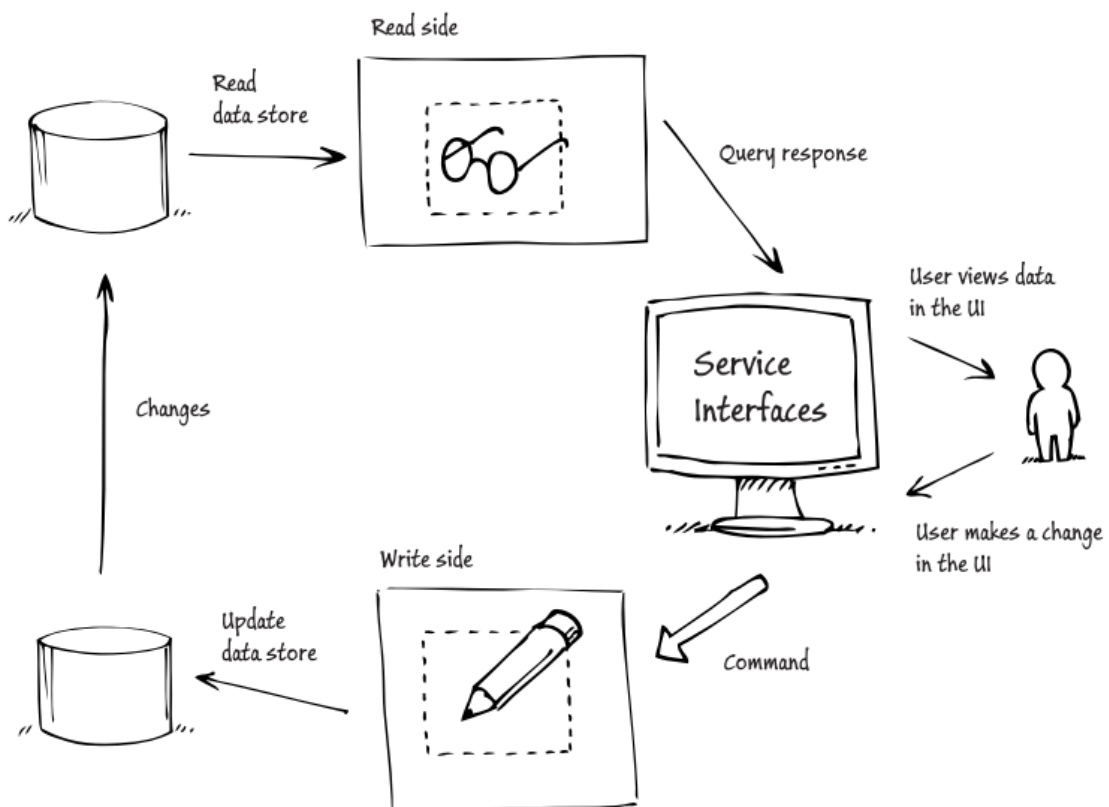 Read side
Read
data store
Query response
User views data
in the UI
Service
Interfaces
Changes
User makes a change
in the UI
Write side
Update
data store
Command